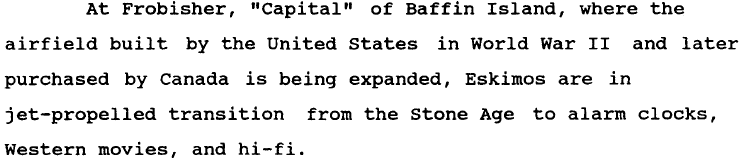 At Frobisher, "Capital" of Baffin Island, where the
airfield built by the United States in World War II and later
purchased by Canada is being expanded, Eskimos are in
jet-propelled transition from the Stone Age to alarm clocks,
Western movies, and hi-fi.